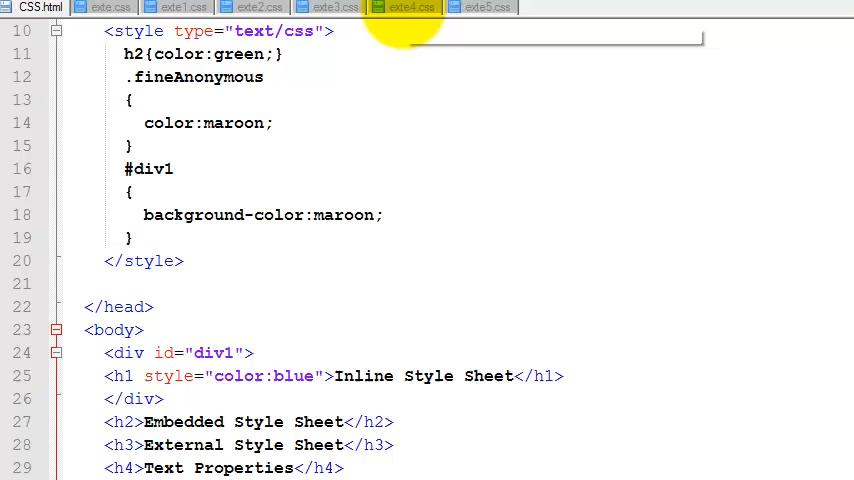 CSS.html exte.css exte1.css exte2.css exte3.css exte4.css exte5.css
10 <style type="text/css">
11 h2{color:green;}
12 .fineAnonymous
13 {
14 color:maroon;
15 }
16 #div1
17 {
18 background-color:maroon;
19 }
20 </style>
21
22 </head>
23 <body>
24 <div id="div1">
25 <h1 style="color:blue">Inline Style Sheet</h1>
26 </div>
27 <h2>Embedded Style Sheet</h2>
28 <h3>External Style Sheet</h3>
29 <h4>Text Properties</h4>